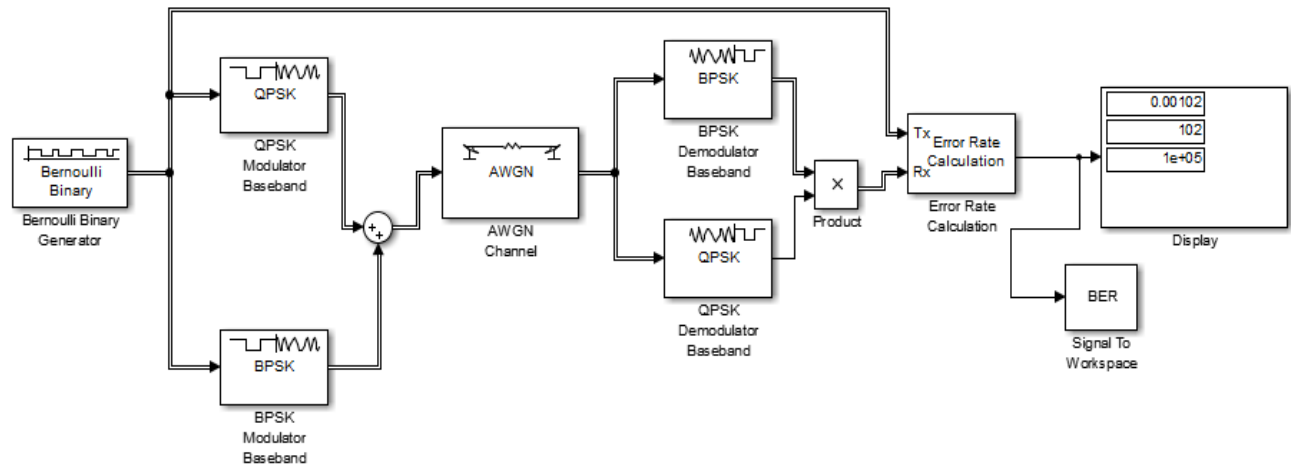 Bernoulli
Binary
Bernoulli Binary
Generator
QPSK
QPSK
Modulator
Baseband
BPSK
BPSK
Modulator
Baseband
++
AWGN
AWGN
Channel
BPSK
BPSK
Demodulator
Baseband
QPSK
QPSK
Demodulator
Baseband
×
Product
Tx
Rx
Error Rate
Calculation
Error Rate
Calculation
0.00102
102
1e+05
Display
BER
Signal To
Workspace